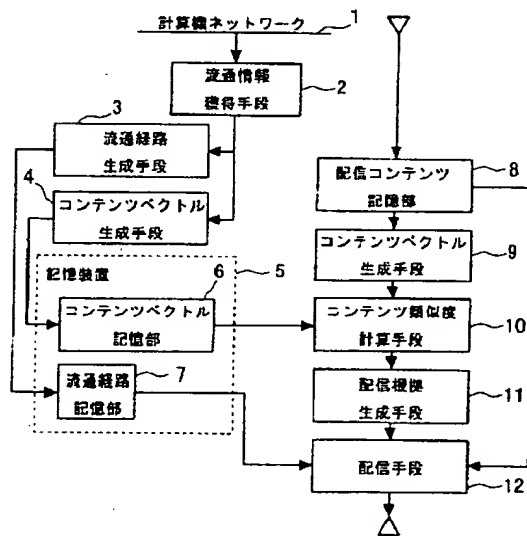 計算機ネットワーク
1
流通情報
獲得手段
2
3
流通経路
生成手段
4
コンテンツベクトル
生成手段
記憶装置
5
6
コンテンツベクトル
記憶部
流通経路
記憶部
7
配信コンテンツ
記憶部
8
コンテンツベクトル
生成手段
9
コンテンツ類似度
計算手段
10
配信根拠
生成手段
11
配信手段
12